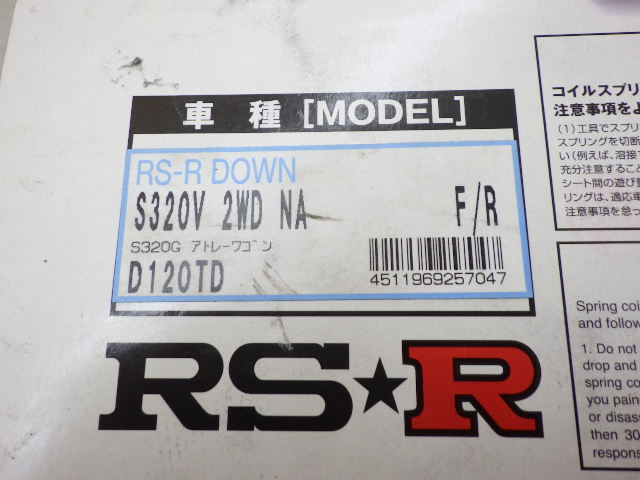 車種 [MODEL]
RS-R DOWN
S320V 2WD NA F/R
S320G アトレーワゴン
D120TD
4511969257047
RS★R
コイルスプリ
注意事項をよ
(1)工具でスプリ
スプリングを切断
い(例えば、溶接
充分注意すること
シート間の遊び
リングは、適応車
注意事項を怠っ
Spring coi
and follow
1. Do not
drop and
spring co
you pain
or disas
then 30
respons